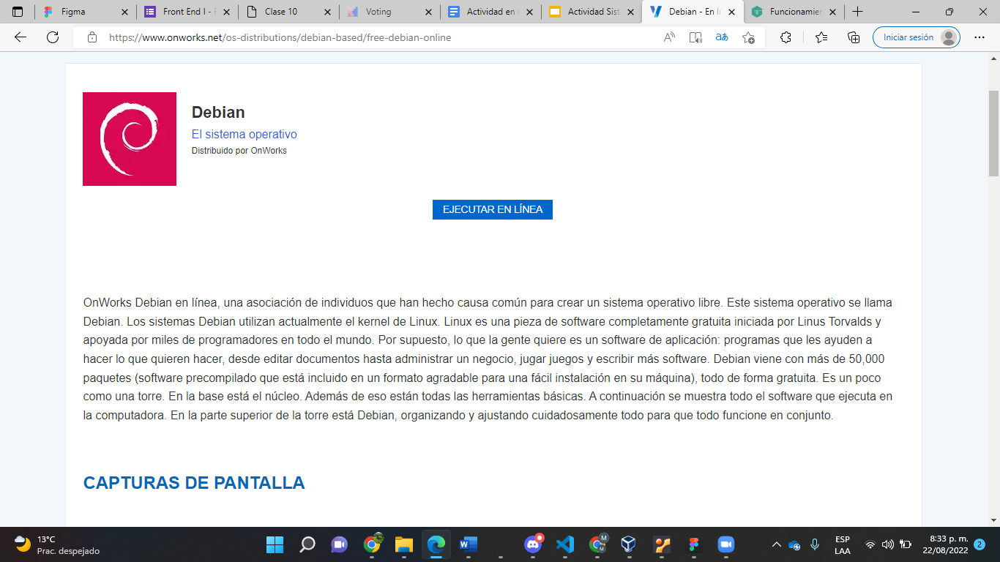 Figma
Front End I - F
Clase 10
Voting
Actividad en c
Actividad Sist
Debian - En lí
Funcionamien
https://www.onworks.net/os-distributions/debian-based/free-debian-online
Iniciar sesión
Debian
El sistema operativo
Distribuido por OnWorks
EJECUTAR EN LÍNEA
OnWorks Debian en línea, una asociación de individuos que han hecho causa común para crear un sistema operativo libre. Este sistema operativo se llama
Debian. Los sistemas Debian utilizan actualmente el kernel de Linux. Linux es una pieza de software completamente gratuita iniciada por Linus Torvalds y
apoyada por miles de programadores en todo el mundo. Por supuesto, lo que la gente quiere es un software de aplicación: programas que les ayuden a
hacer lo que quieren hacer, desde editar documentos hasta administrar un negocio, jugar juegos y escribir más software. Debian viene con más de 50,000
paquetes (software precompilado que está incluido en un formato agradable para una fácil instalación en su máquina), todo de forma gratuita. Es un poco
como una torre. En la base está el núcleo. Además de eso están todas las herramientas básicas. A continuación se muestra todo el software que ejecuta en
la computadora. En la parte superior de la torre está Debian, organizando y ajustando cuidadosamente todo para que todo funcione en conjunto.
CAPTURAS DE PANTALLA
13°C
Prac. despejado
ESP
LAA
8:33 p. m.
22/08/2022
2